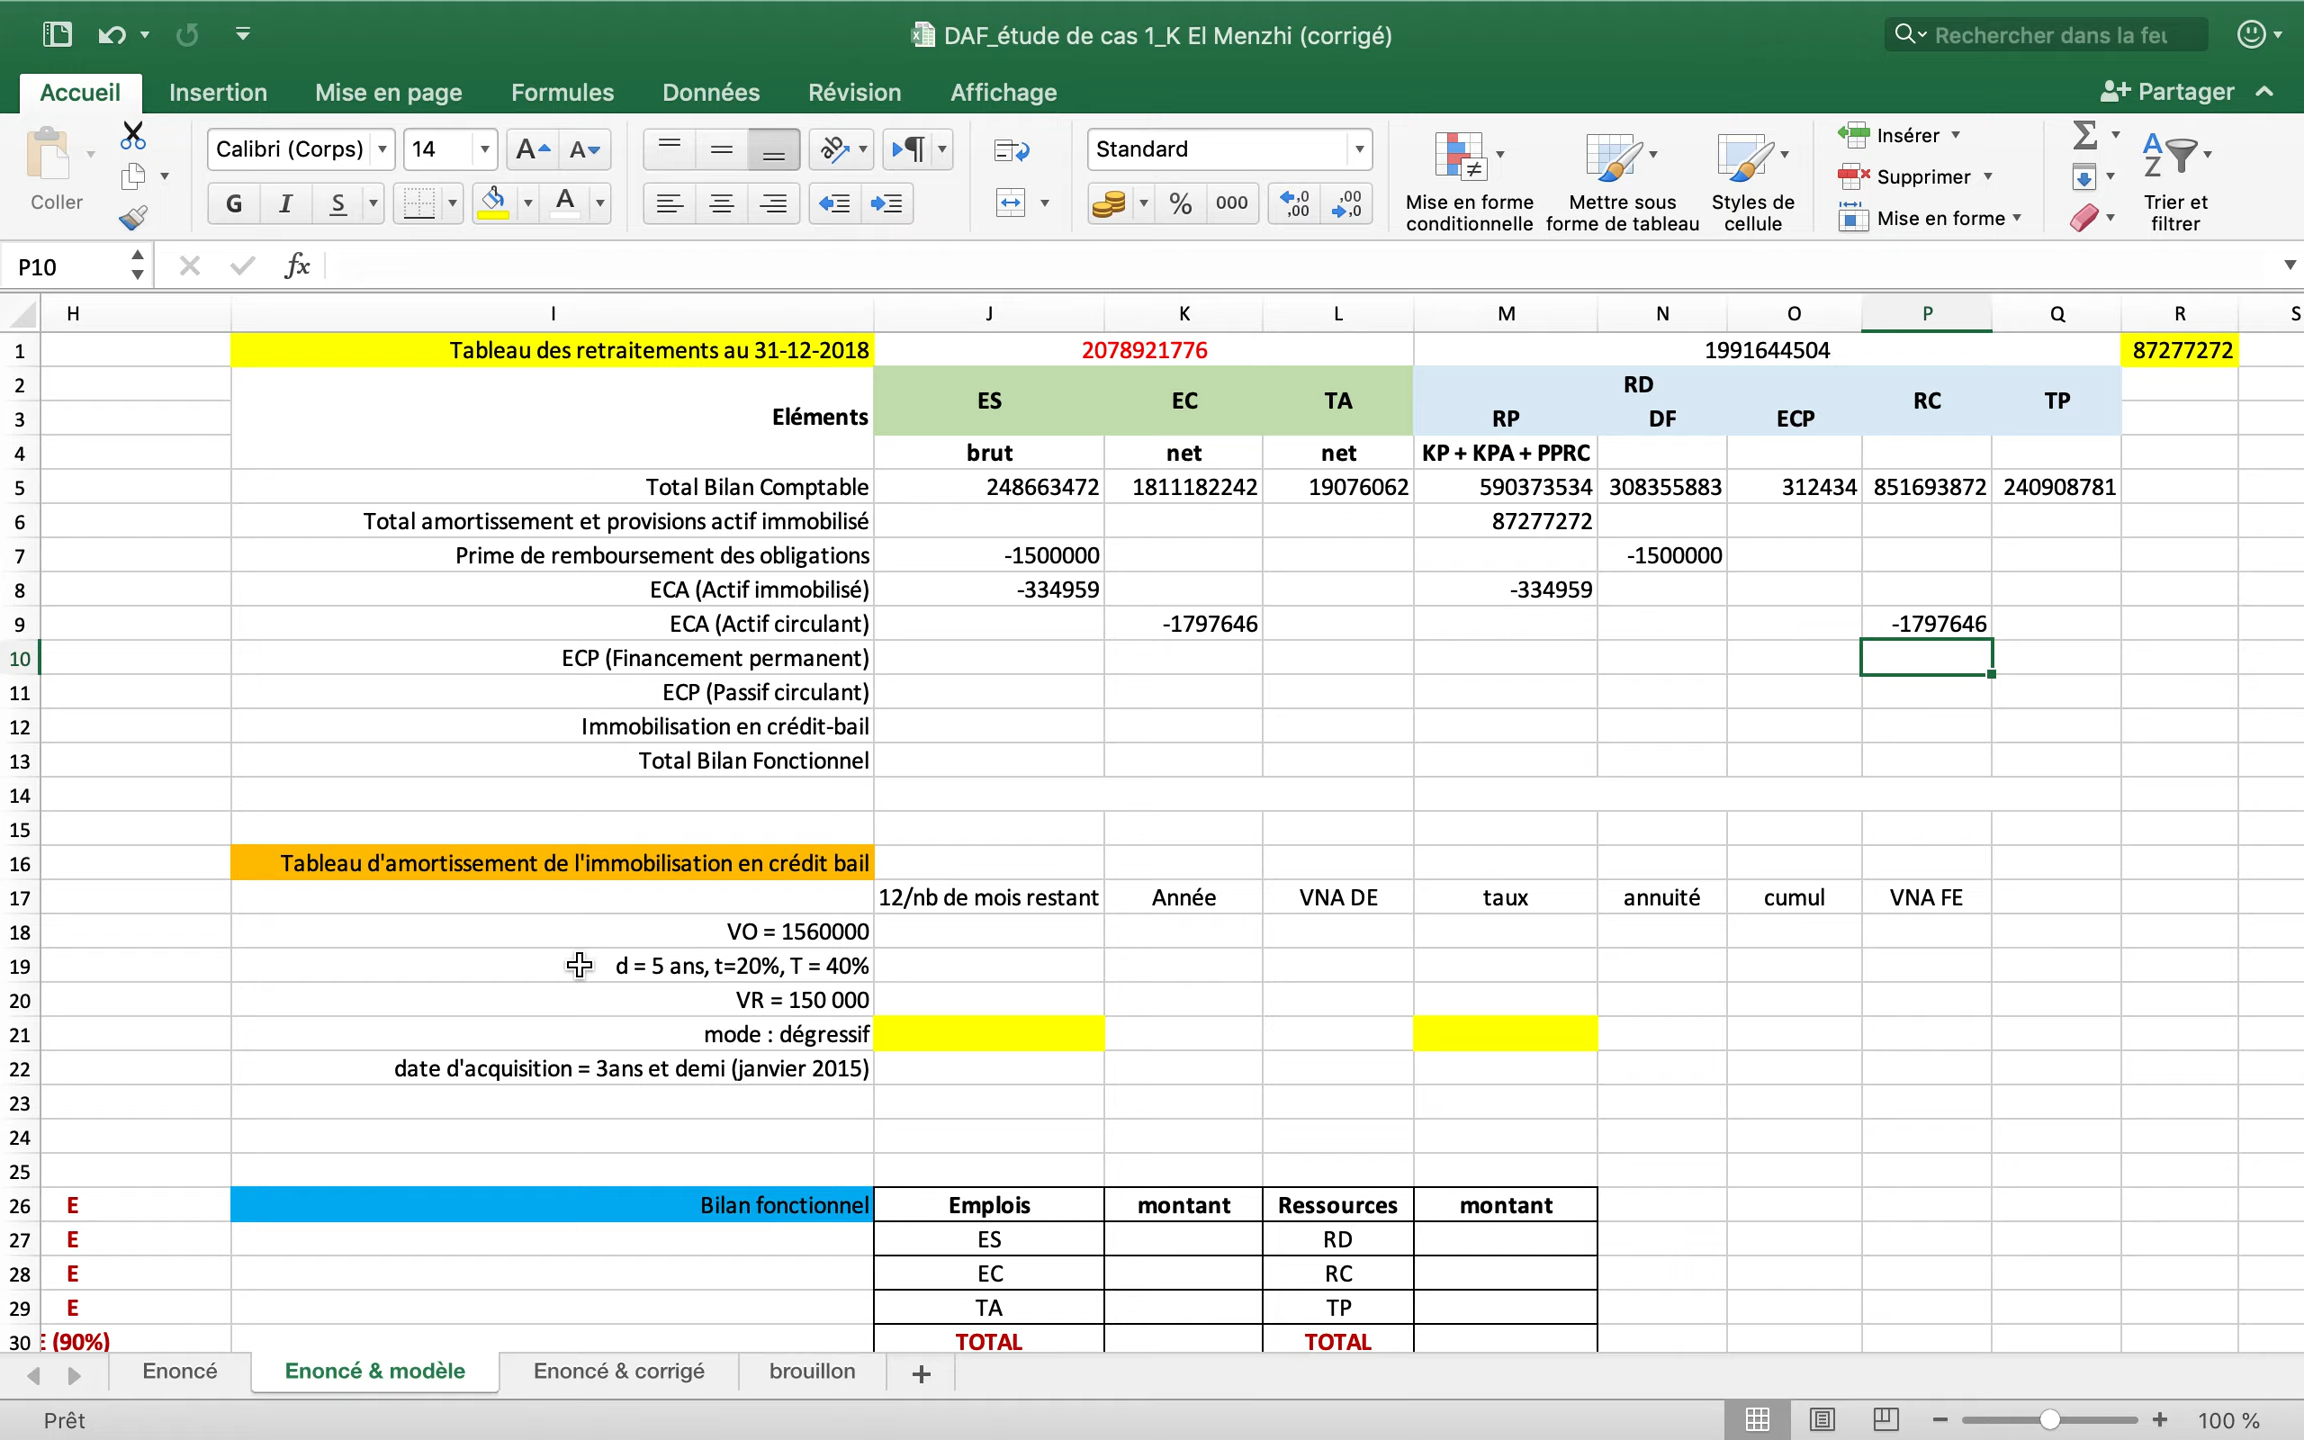 DAF_étude de cas 1_K El Menzhi (corrigé)
Rechercher dans la feu
Accueil Insertion Mise en page Formules Données Révision Affichage Partager
Calibri (Corps) 14 Standard
Coller
G I S
% 000
Mise en forme conditionnelle
Mettre sous forme de tableau
Styles de cellule
Insérer
Supprimer
Mise en forme
Trier et filtrer
P10 fx
H I J K L M N O P Q R S
1 Tableau des retraitements au 31-12-2018 2078921776 1991644504 87277272
2 ES EC TA RD RC TP
3 Eléments RP DF ECP
4 brut net net KP + KPA + PPRC
5 Total Bilan Comptable 248663472 1811182242 19076062 590373534 308355883 312434 851693872 240908781
6 Total amortissement et provisions actif immobilisé 87277272
7 Prime de remboursement des obligations -1500000 -1500000
8 ECA (Actif immobilisé) -334959 -334959
9 ECA (Actif circulant) -1797646 -1797646
10 ECP (Financement permanent)
11 ECP (Passif circulant)
12 Immobilisation en crédit-bail
13 Total Bilan Fonctionnel
14
15
16 Tableau d'amortissement de l'immobilisation en crédit bail
17 12/nb de mois restant Année VNA DE taux annuité cumul VNA FE
18 VO = 1560000
19 d = 5 ans, t=20%, T = 40%
20 VR = 150 000
21 mode : dégressif
22 date d'acquisition = 3ans et demi (janvier 2015)
23
24
25
26 E Bilan fonctionnel Emplois montant Ressources montant
27 E ES RD
28 E EC RC
29 E TA TP
30 E (90%) TOTAL TOTAL
Enoncé Enoncé & modèle Enoncé & corrigé brouillon +
Prêt 100 %